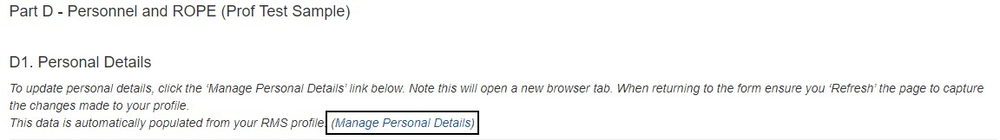 Part D - Personnel and ROPE (Prof Test Sample)
D1. Personal Details
To update personal details, click the ‘Manage Personal Details’ link below. Note this will open a new browser tab. When returning to the form ensure you ‘Refresh’ the page to capture
the changes made to your profile.
This data is automatically populated from your RMS profile. (Manage Personal Details)